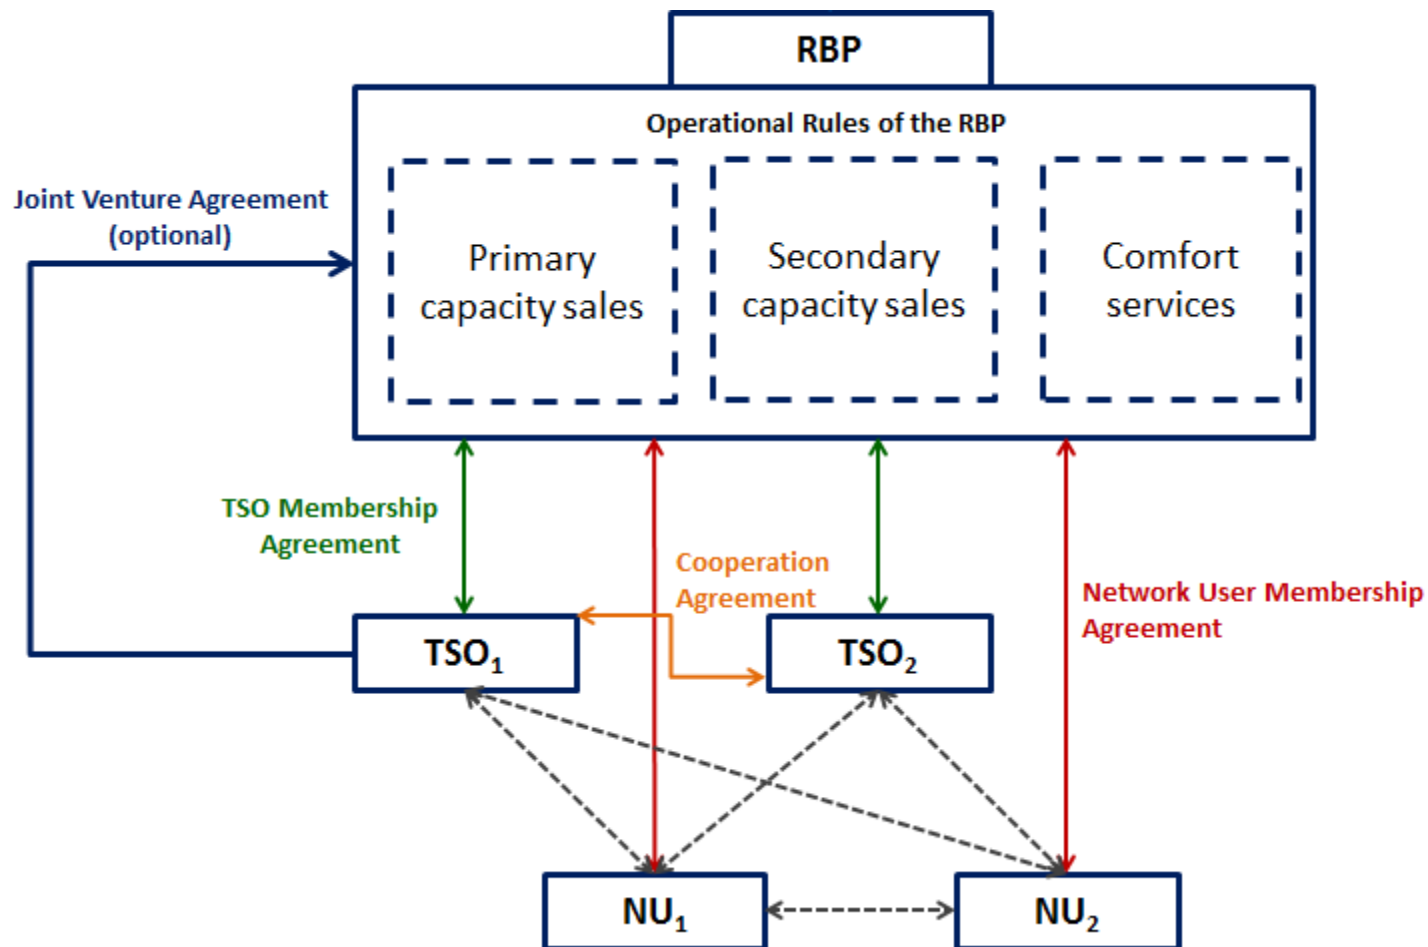 RBP
Operational Rules of the RBP
Joint Venture Agreement
(optional)
Primary
capacity sales
Secondary
capacity sales
Comfort
services
TSO Membership
Agreement
Cooperation
Agreement
Network User Membership
Agreement
TSO₁
TSO₂
NU₁
NU₂